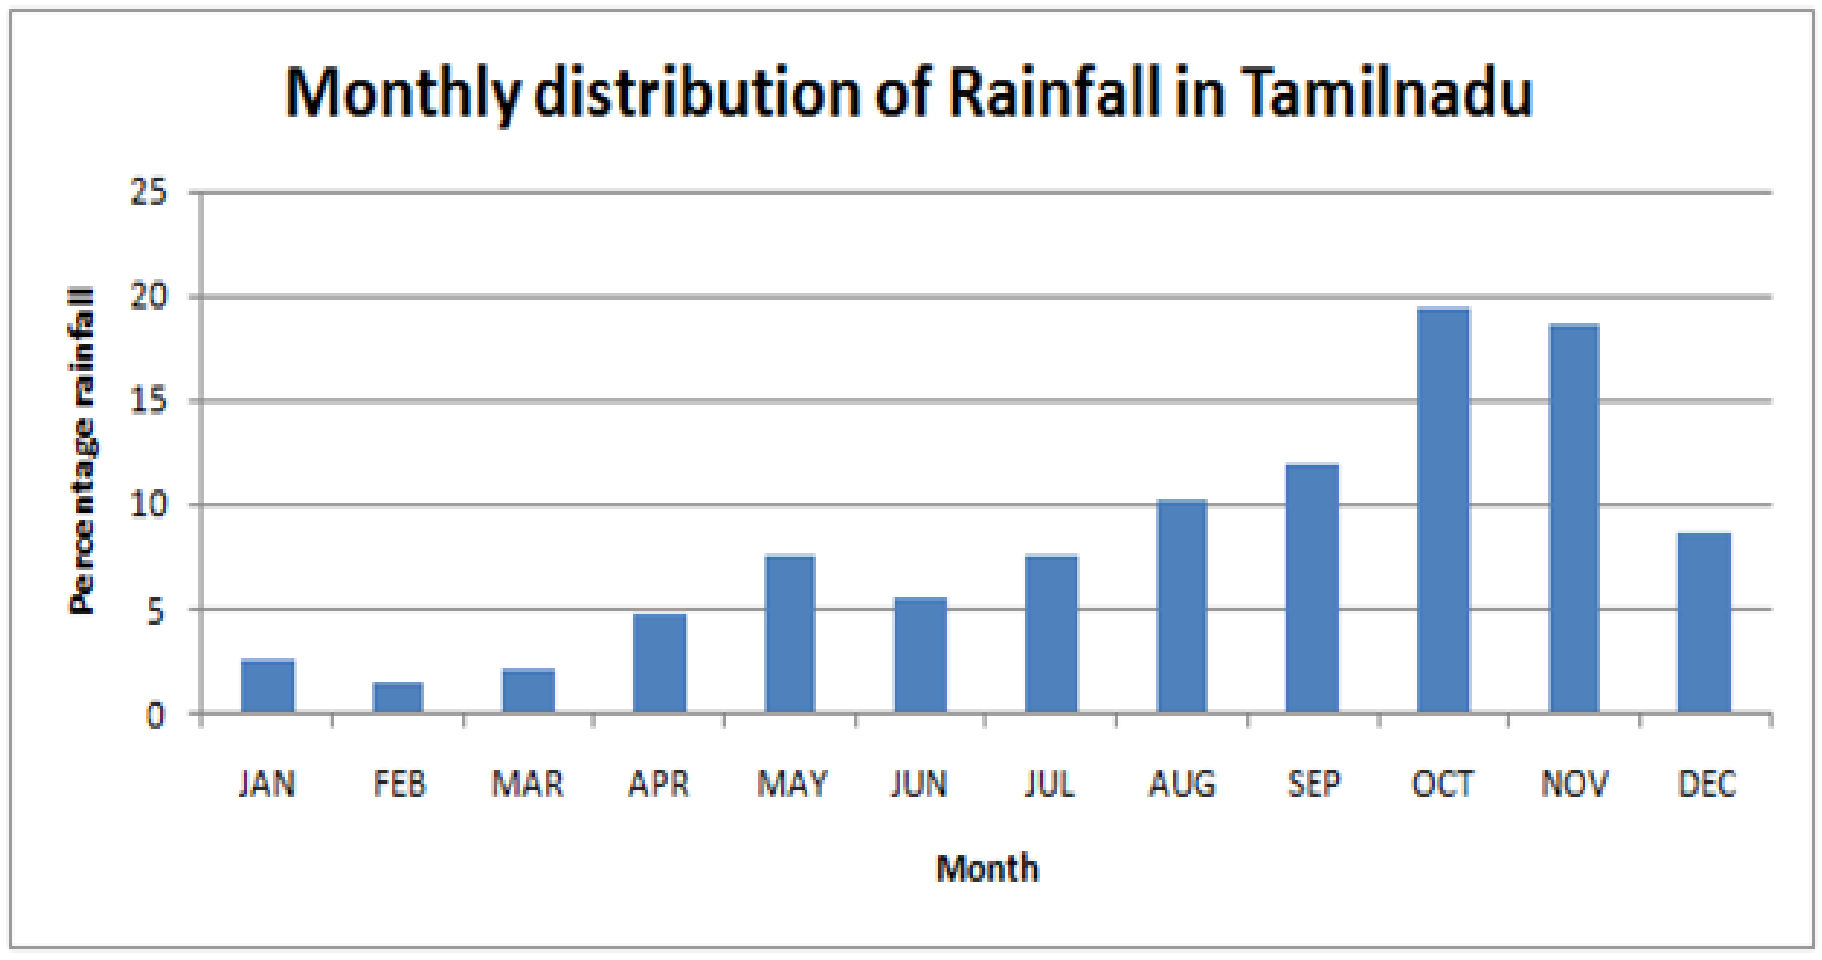 Monthly distribution of Rainfall in Tamilnadu
25
20
15
10
5
0
Percentage rainfall
JAN FEB MAR APR MAY JUN JUL AUG SEP OCT NOV DEC
Month